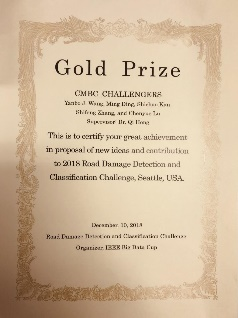 Gold Prize
CMBC CHALLENGERS
Yanbo J. Wang, Ming Ding, Shichao Kan,
Shifeng Zhang, and Chenyue Lu
Supervisor: Dr. Qi Hong
This is to certify your great achievement
in proposal of new ideas and contribution
to 2018 Road Damage Detection and
Classification Challenge, Seattle, USA.
December 10, 2018
Road Damage Detection and Classification Challenge
Organizer, IEEE Big Data Cup